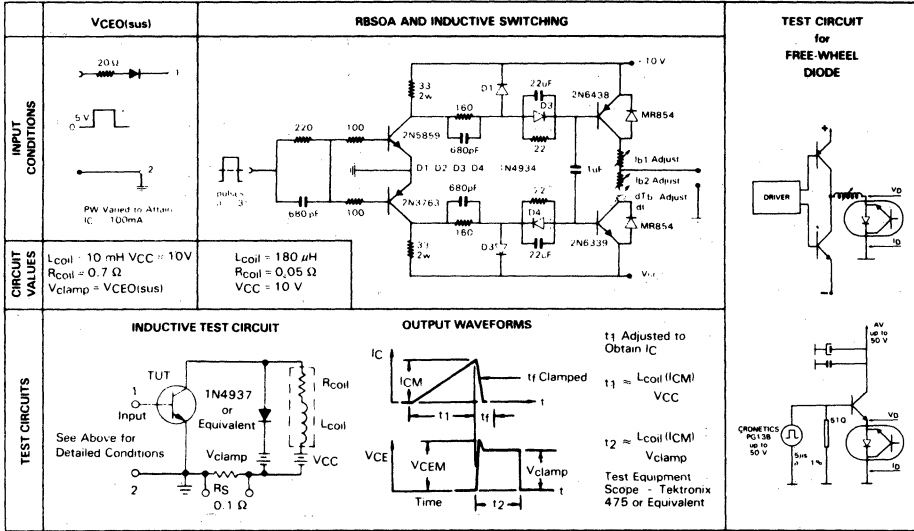 VCEO(sus)
RBSOA AND INDUCTIVE SWITCHING
TEST CIRCUIT
for
FREE-WHEEL
DIODE
INPUT
CONDITIONS
20Ω
1
5 V
0
2
PW Varied to Attain
IC 100mA
220
100
100
680pF
33
2w
2N5859
2N3763
160
680pF
D1
22µF
D3
22
2N6438
- 10 V
MR854
D1 D2 D3 D4 1N4934
1µF
Ib1 Adjust
Ib2 Adjust
dTb Adjust
dt
680pF
160
22
D4
22µF
2N6339
MR854
33
2w
DRIVER
VD
ID
CIRCUIT
VALUES
Lcoil = 10 mH VCC = 10V
Rcoil = 0.7 Ω
Vclamp = VCEO(sus)
Lcoil = 180 µH
Rcoil = 0.05 Ω
VCC = 10 V
TEST CIRCUITS
INDUCTIVE TEST CIRCUIT
TUT
1
Input
1N4937
or
Equivalent
Rcoil
Lcoil
See Above for
Detailed Conditions
Vclamp
VCC
2
RS
0.1 Ω
OUTPUT WAVEFORMS
IC
ICM
tf Clamped
t
t1
tf
VCE
VCEM
Vclamp
Time
t2
t
t1 Adjusted to
Obtain IC
t1 ≈ Lcoil (ICM)
VCC
t2 ≈ Lcoil (ICM)
Vclamp
Test Equipment
Scope - Tektronix
475 or Equivalent
AV
up to
50 V
CRONETICS
PG13B
up to
50 V
5µs
51Ω
1%
VD
ID